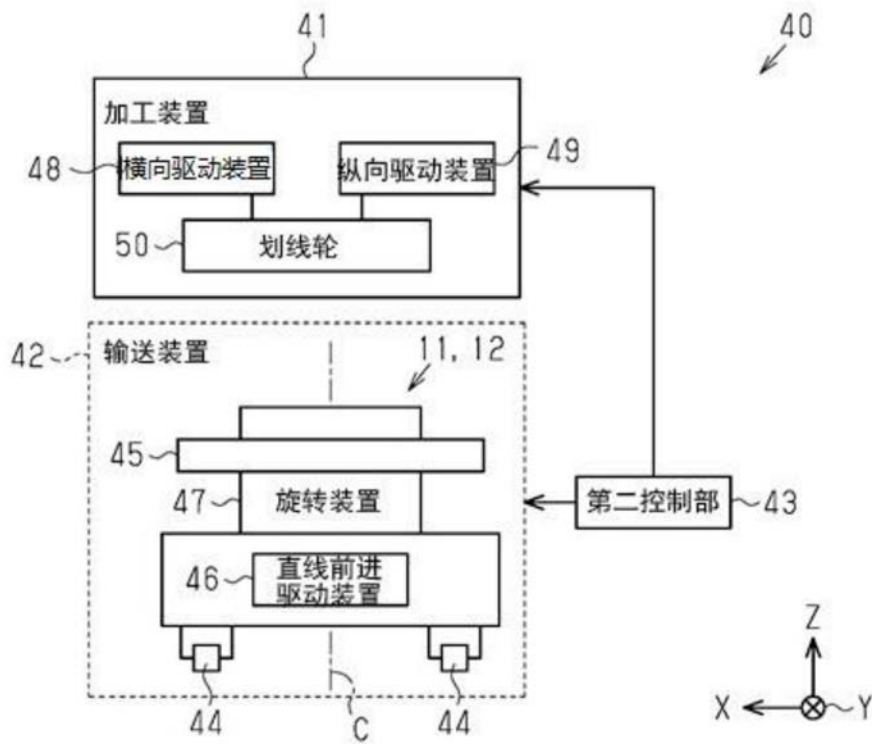 41
40
加工装置
48
横向驱动装置
纵向驱动装置
49
50
划线轮
42
输送装置
11, 12
45
47
旋转装置
第二控制部
43
46
直线前进
驱动装置
Z
44
C
44
X
Y